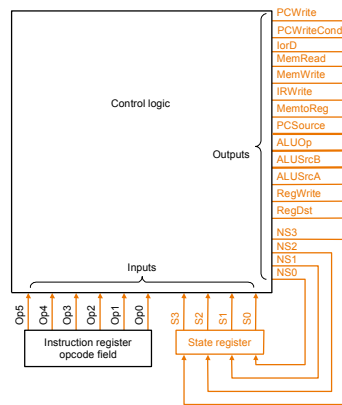 PCWrite
PCWriteCond
IorD
MemRead
MemWrite
IRWrite
MemtoReg
PCSource
ALUOp
ALUSrcB
ALUSrcA
RegWrite
RegDst
NS3
NS2
NS1
NS0
Control logic
Outputs
Inputs
Op5
Op4
Op3
Op2
Op1
Op0
S3
S2
S1
S0
Instruction register
opcode field
State register